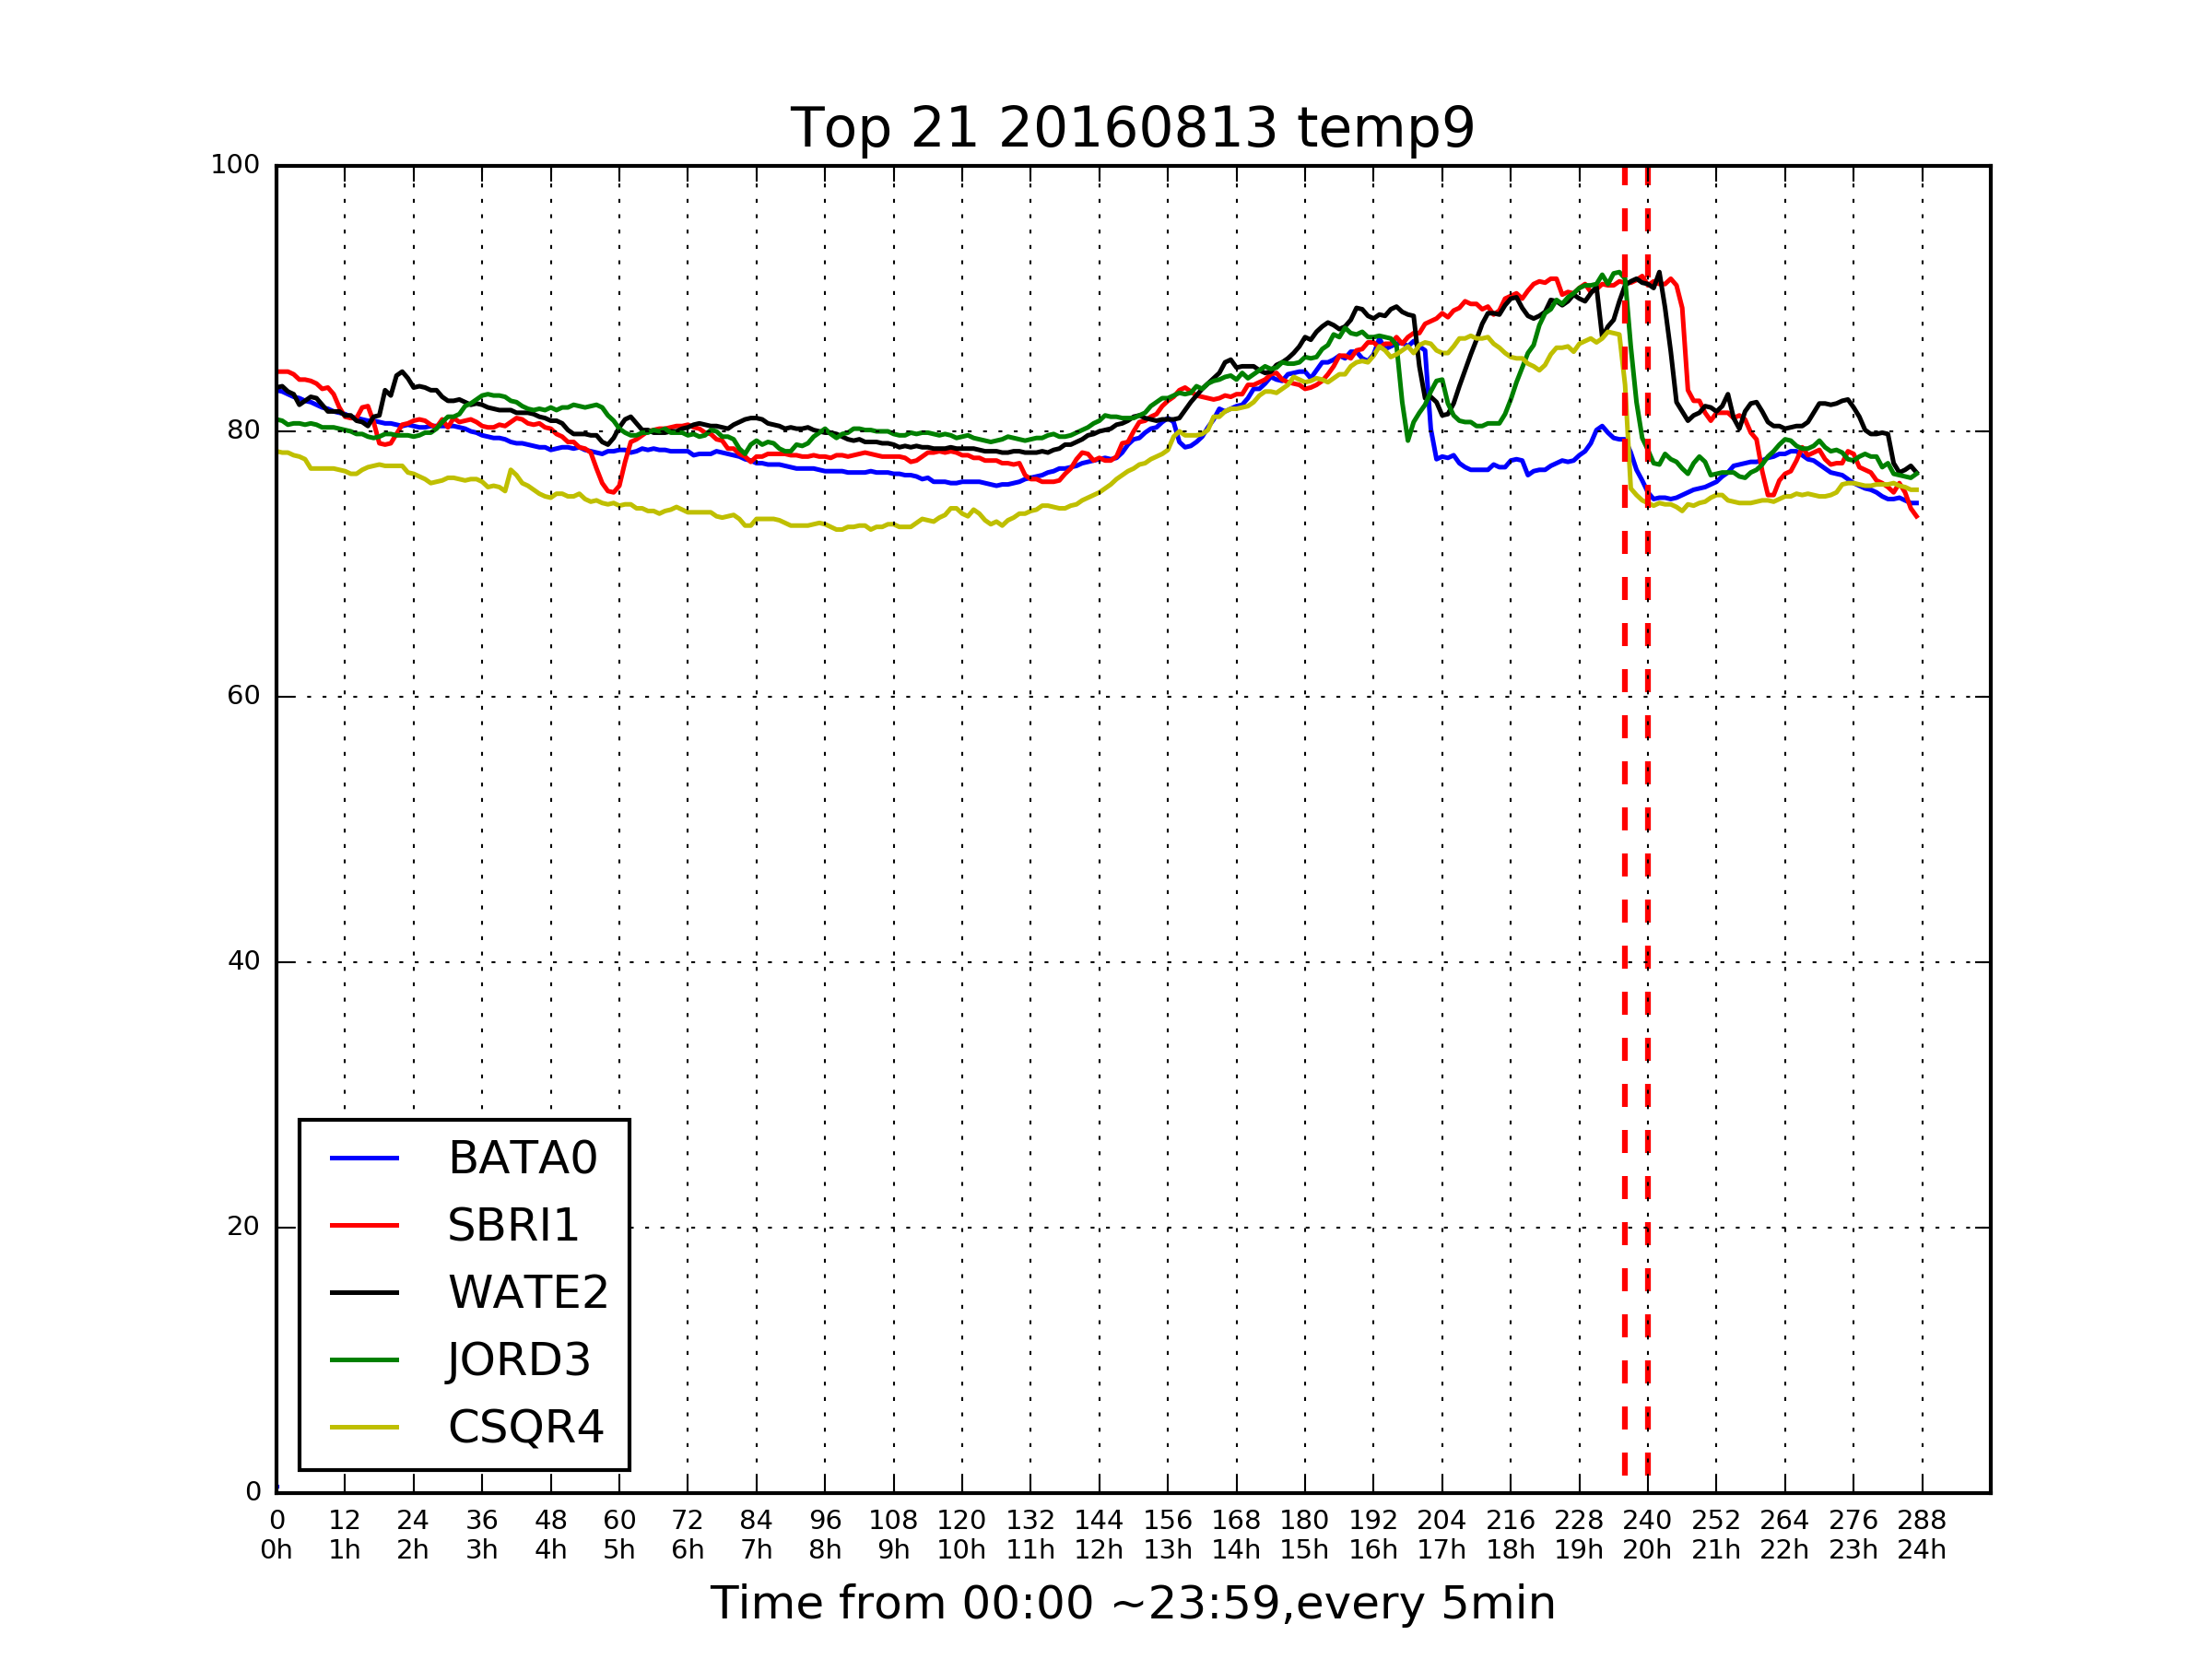 Top 21 20160813 temp9
100
80
60
40
20
0
BATA0
SBRI1
WATE2
JORD3
CSQR4
0 12 24 36 48 60 72 84 96 108 120 132 144 156 168 180 192 204 216 228 240 252 264 276 288
0h 1h 2h 3h 4h 5h 6h 7h 8h 9h 10h 11h 12h 13h 14h 15h 16h 17h 18h 19h 20h 21h 22h 23h 24h
Time from 00:00 ~23:59,every 5min